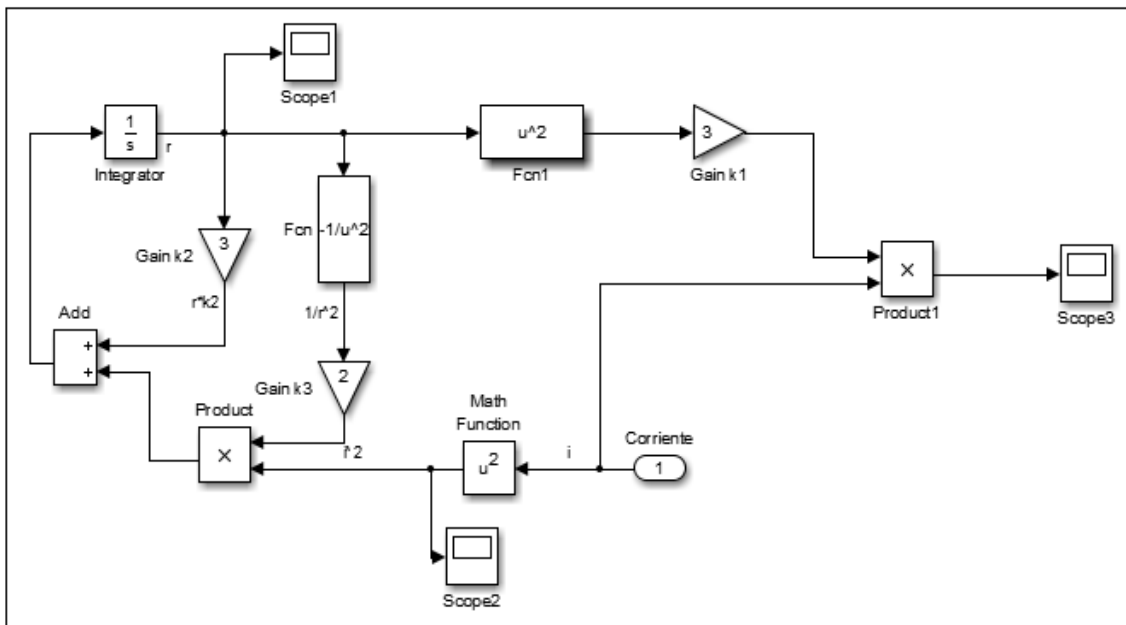 Scope1
1
s
r
Integrator
u^2
Fcn1
3
Gain k1
3
Gain k2
r*k2
Fcn
-1/u^2
1/r^2
×
Product1
Scope3
Add
+
+
2
Gain k3
Product
×
i^2
Math
Function
u2
i
Corriente
1
Scope2